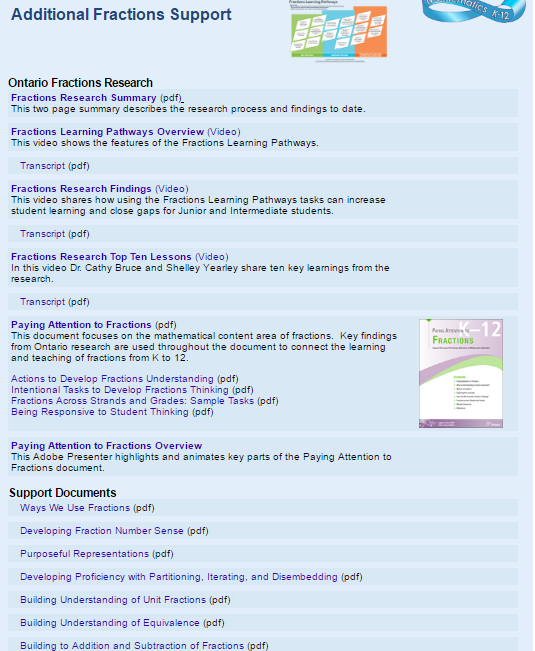 Additional Fractions Support
Fractions Learning Pathways
Mathematics K-12
Ontario Fractions Research
Fractions Research Summary (pdf)
This two page summary describes the research process and findings to date.
Fractions Learning Pathways Overview (Video)
This video shows the features of the Fractions Learning Pathways.
Transcript (pdf)
Fractions Research Findings (Video)
This video shares how using the Fractions Learning Pathways tasks can increase
student learning and close gaps for Junior and Intermediate students.
Transcript (pdf)
Fractions Research Top Ten Lessons (Video)
In this video Dr. Cathy Bruce and Shelley Yearley share ten key learnings from the
research.
Transcript (pdf)
Paying Attention to Fractions (pdf)
This document focuses on the mathematical content area of fractions.  Key findings
from Ontario research are used throughout the document to connect the learning
and teaching of fractions from K to 12.
Actions to Develop Fractions Understanding (pdf)
Intentional Tasks to Develop Fractions Thinking (pdf)
Fractions Across Strands and Grades: Sample Tasks (pdf)
Being Responsive to Student Thinking (pdf)
K–12
Paying Attention to
Fractions
Paying Attention to Fractions Overview
This Adobe Presenter highlights and animates key parts of the Paying Attention to
Fractions document.
Support Documents
Ways We Use Fractions (pdf)
Developing Fraction Number Sense (pdf)
Purposeful Representations (pdf)
Developing Proficiency with Partitioning, Iterating, and Disembedding (pdf)
Building Understanding of Unit Fractions (pdf)
Building Understanding of Equivalence (pdf)
Building to Addition and Subtraction of Fractions (pdf)